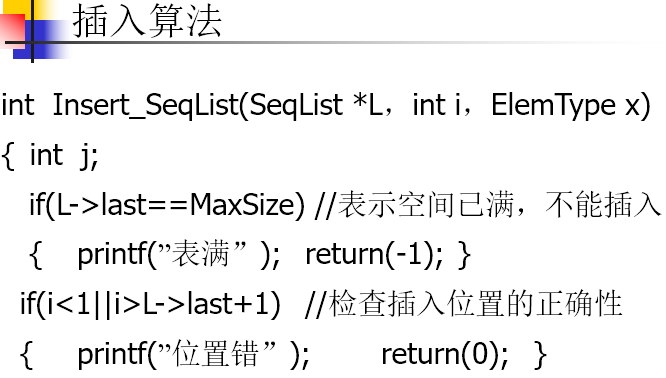 插入算法
int Insert_SeqList(SeqList *L，int i，ElemType x)
{ int j;
if(L->last==MaxSize) //表示空间已满，不能插入
{ printf(”表满”); return(-1); }
if(i<1||i>L->last+1) //检查插入位置的正确性
{ printf(”位置错”); return(0); }